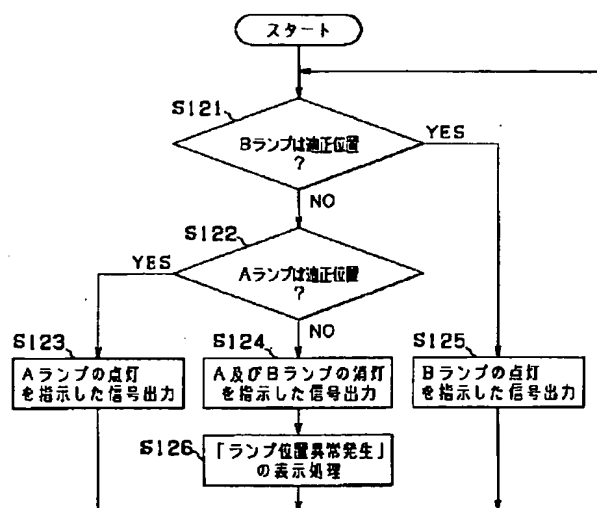 スタート
S121
Bランプは適正位置
?
YES
NO
S122
Aランプは適正位置
?
YES
NO
S123
Aランプの点灯
を指示した信号出力
S124
A及びBランプの消灯
を指示した信号出力
S125
Bランプの点灯
を指示した信号出力
S126
「ランプ位置異常発生」
の表示処理